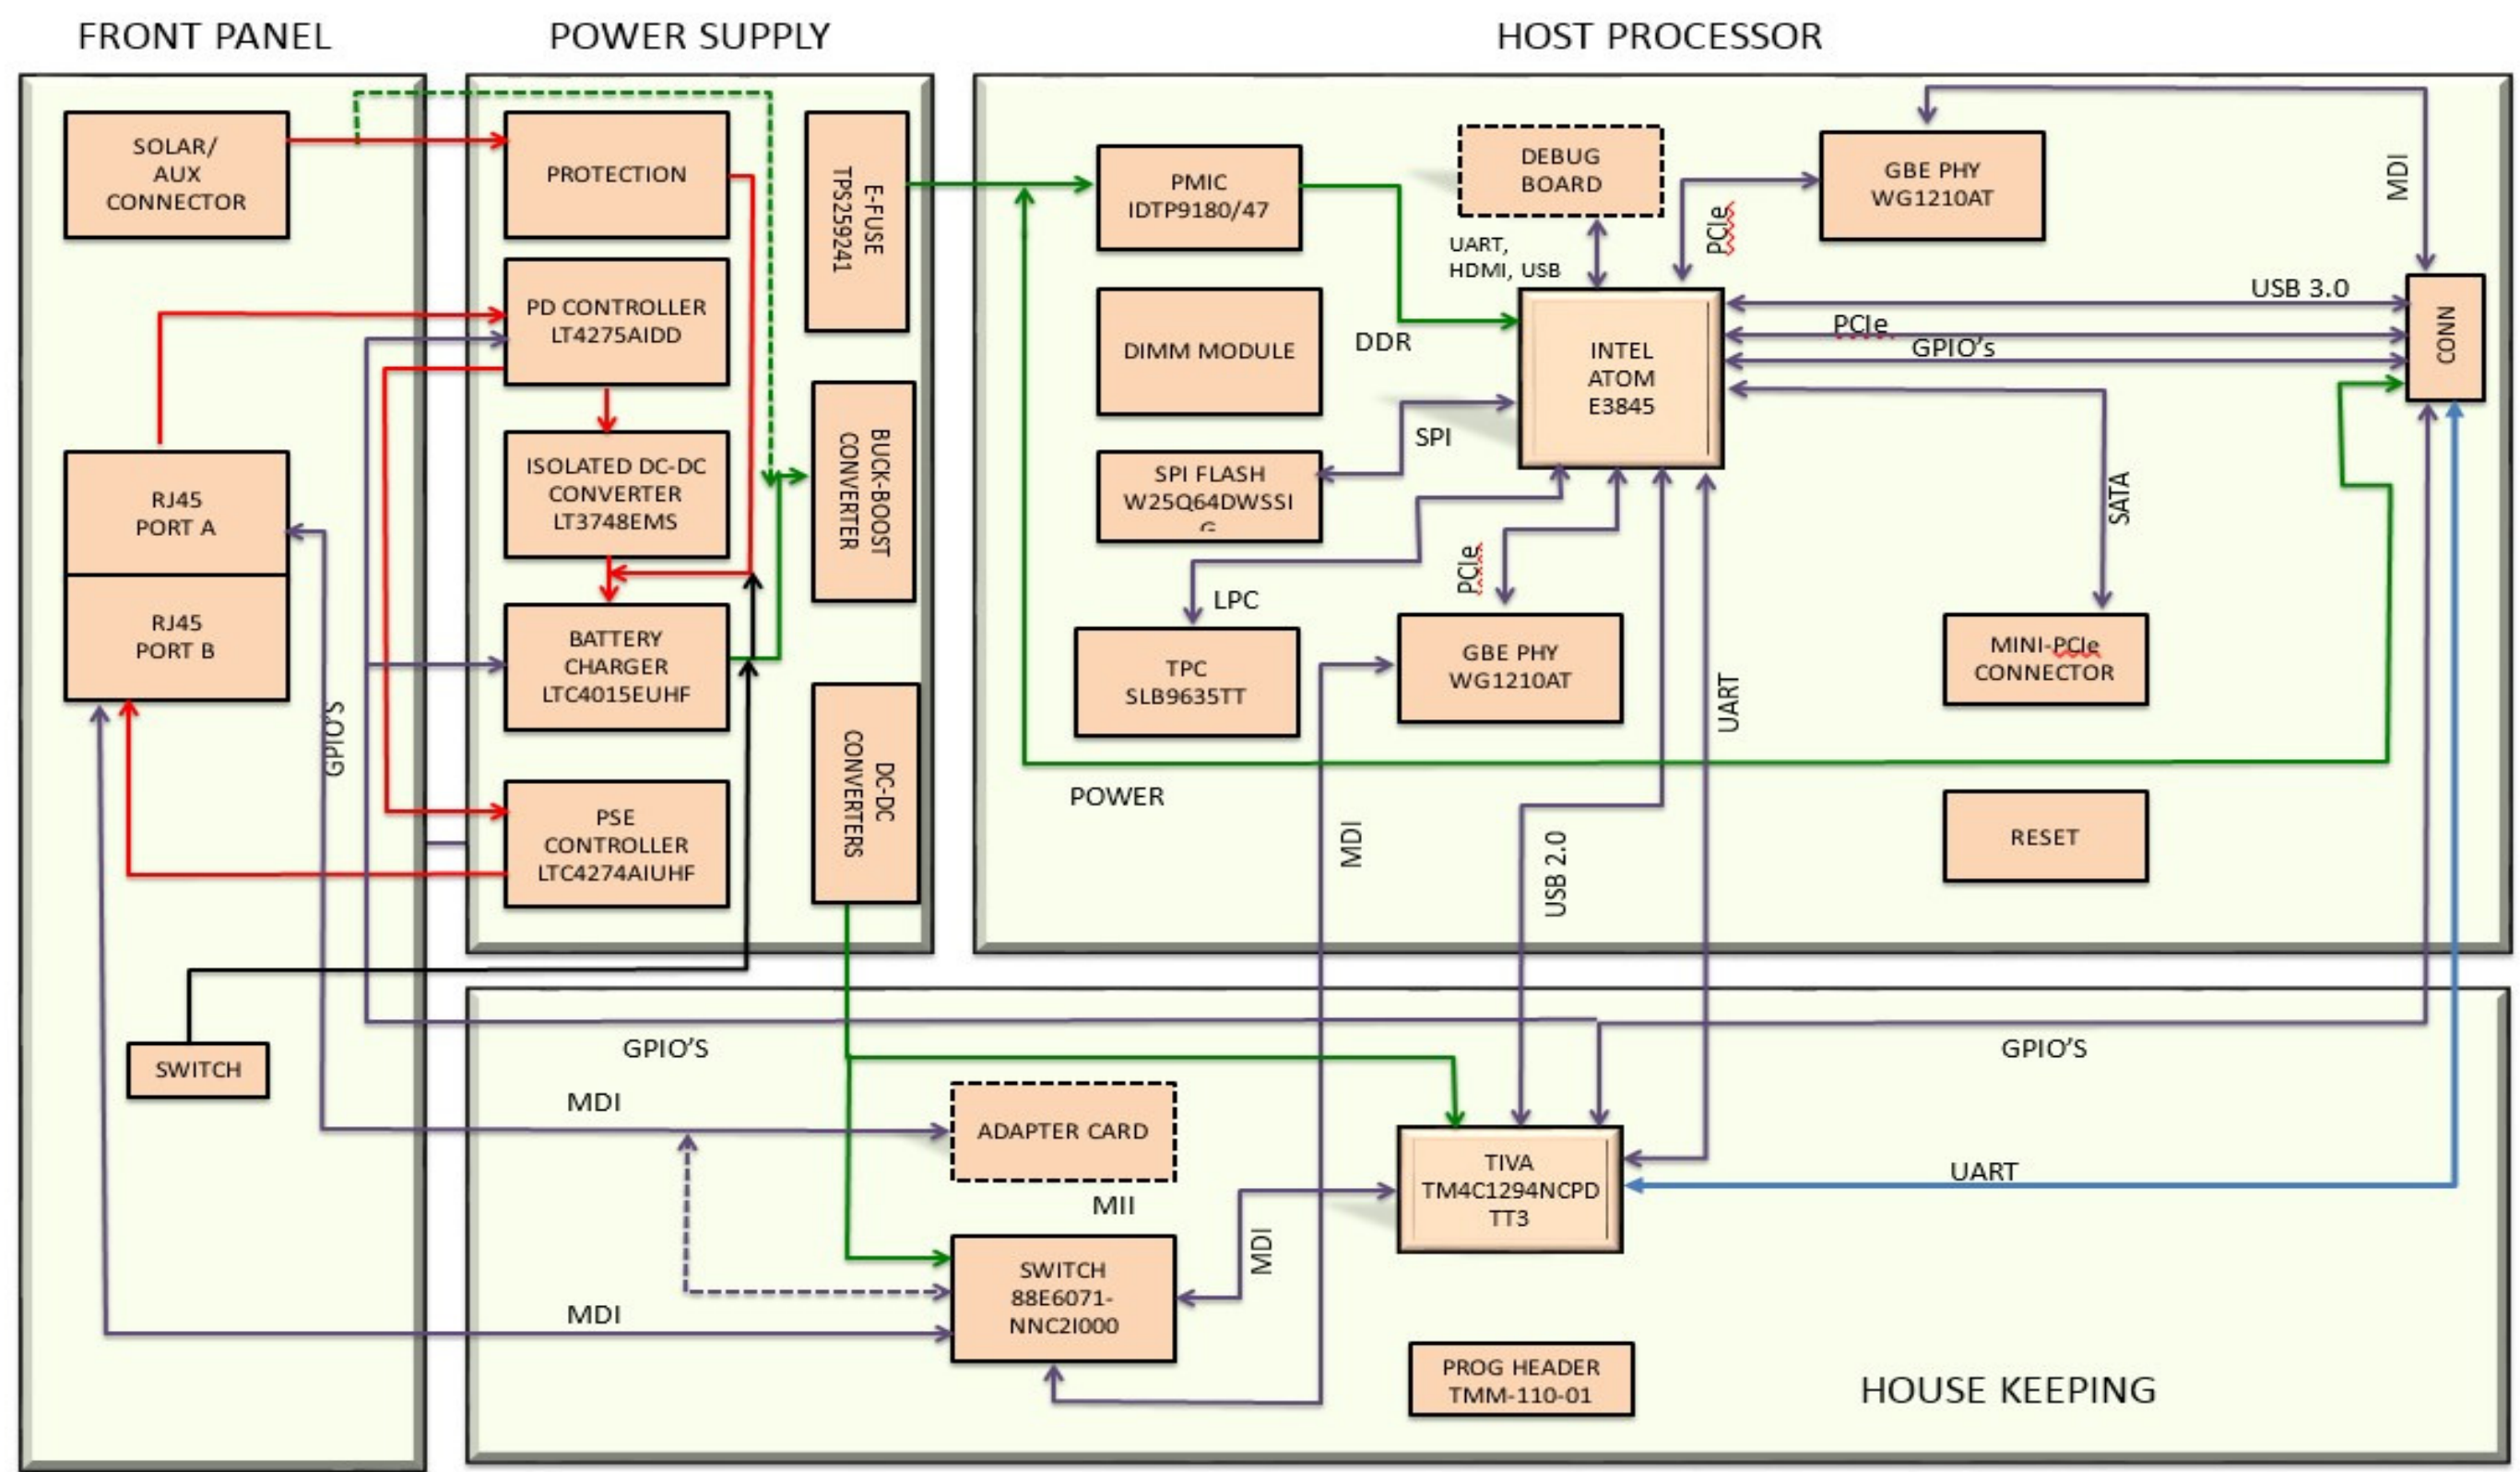 FRONT PANEL
POWER SUPPLY
HOST PROCESSOR
SOLAR/
AUX
CONNECTOR
RJ45
PORT A
RJ45
PORT B
GPIO'S
SWITCH
PROTECTION
PD CONTROLLER
LT4275AIDD
ISOLATED DC-DC
CONVERTER
LT3748EMS
BATTERY
CHARGER
LTC4015EUHF
PSE
CONTROLLER
LTC4274AIUHF
E-FUSE
TPS259241
BUCK-BOOST
CONVERTER
DC-DC
CONVERTERS
PMIC
IDTP9180/47
DEBUG
BOARD
UART,
HDMI, USB
PCIe
GBE PHY
WG1210AT
MDI
DIMM MODULE
DDR
INTEL
ATOM
E3845
USB 3.0
PCIe
GPIO's
CONN
SPI FLASH
W25Q64DWSSI
G
SPI
SATA
LPC
PCIe
TPC
SLB9635TT
GBE PHY
WG1210AT
UART
MINI-PCIe
CONNECTOR
POWER
MDI
USB 2.0
RESET
GPIO'S
GPIO'S
MDI
ADAPTER CARD
MII
TIVA
TM4C1294NCPD
TT3
UART
MDI
SWITCH
88E6071-
NNC2I000
MDI
PROG HEADER
TMM-110-01
HOUSE KEEPING